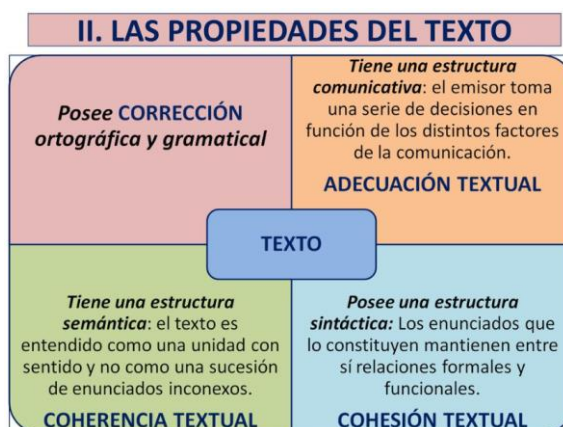 II. LAS PROPIEDADES DEL TEXTO
Posee CORRECCIÓN
ortográfica y gramatical
Tiene una estructura
comunicativa: el emisor toma
una serie de decisiones en
función de los distintos factores
de la comunicación.
ADECUACIÓN TEXTUAL
TEXTO
Tiene una estructura
semántica: el texto es
entendido como una unidad con
sentido y no como una sucesión
de enunciados inconexos.
COHERENCIA TEXTUAL
Posee una estructura
sintáctica: Los enunciados que
lo constituyen mantienen entre
sí relaciones formales y
funcionales.
COHESIÓN TEXTUAL